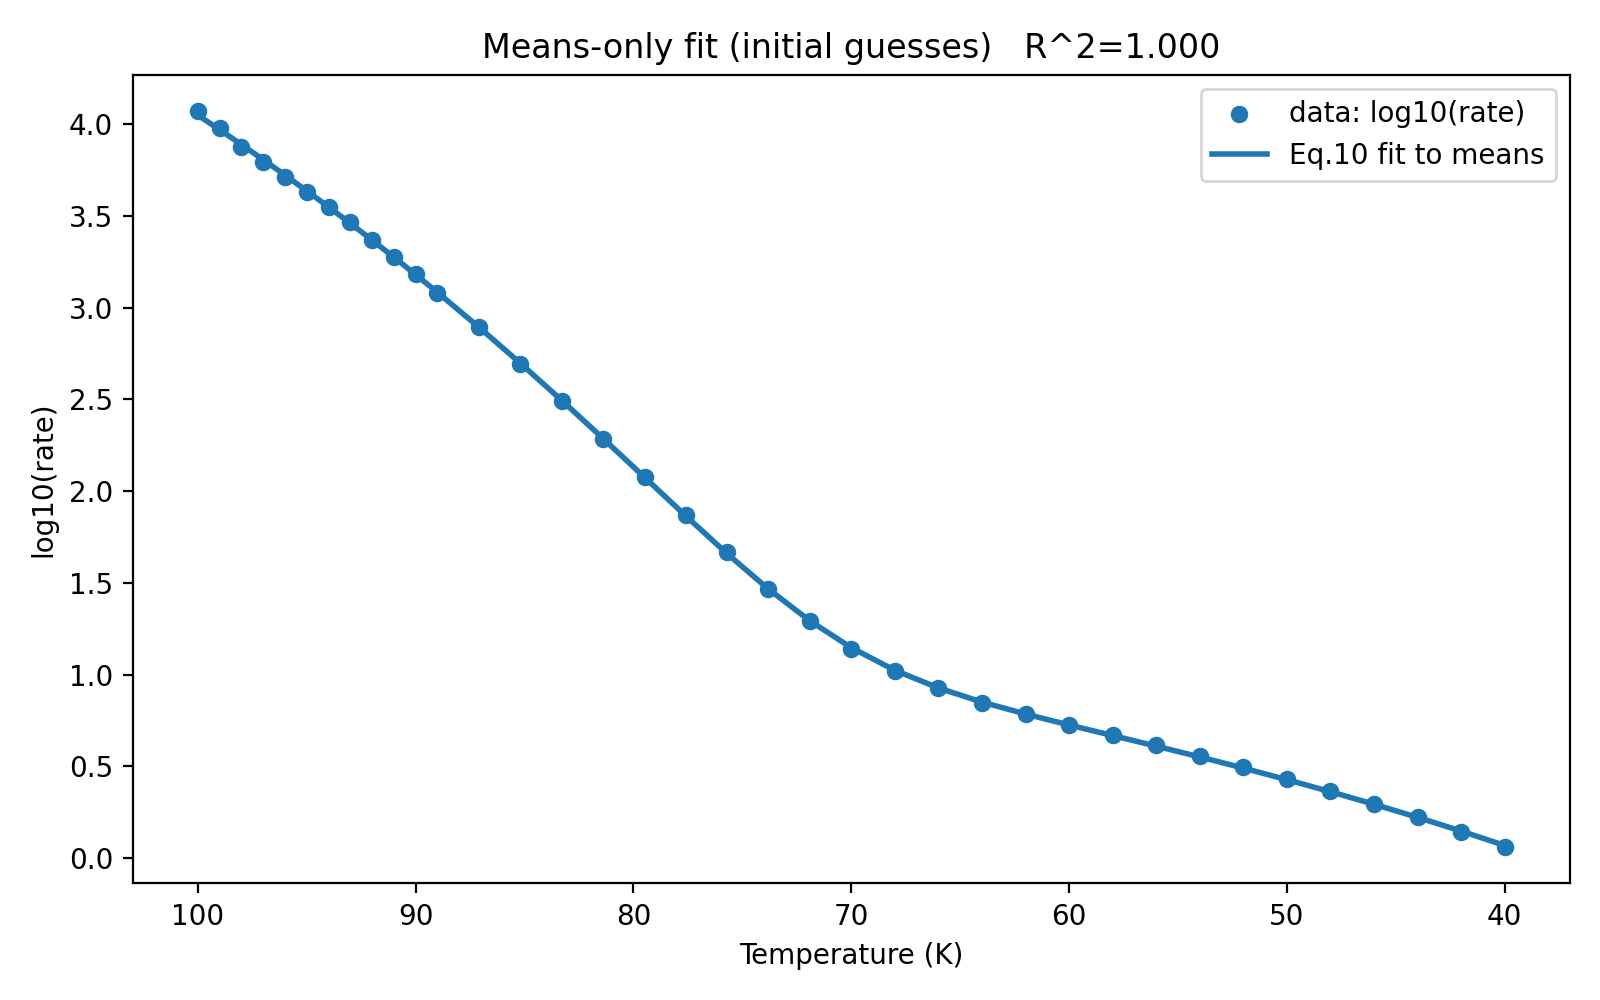 Means-only fit (initial guesses)   R^2=1.000
data: log10(rate)
Eq.10 fit to means
log10(rate)
4.0
3.5
3.0
2.5
2.0
1.5
1.0
0.5
0.0
100 90 80 70 60 50 40
Temperature (K)